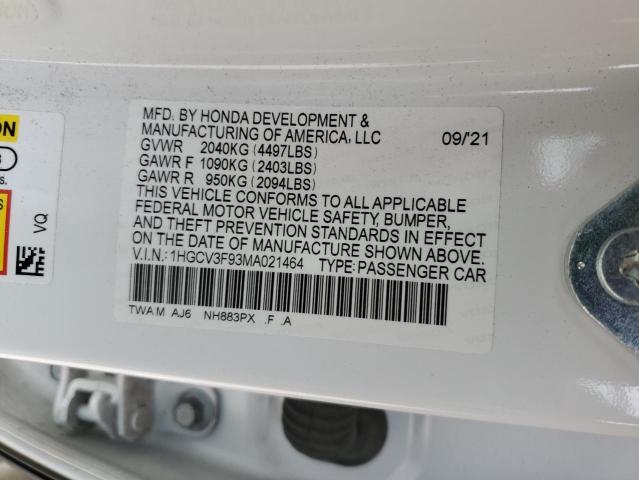 MFD. BY HONDA DEVELOPMENT &
MANUFACTURING OF AMERICA, LLC 09/21
GVWR 2040KG (4497LBS)
GAWR F 1090KG (2403LBS)
GAWR R 950KG (2094LBS)
THIS VEHICLE CONFORMS TO ALL APPLICABLE
FEDERAL MOTOR VEHICLE SAFETY, BUMPER,
AND THEFT PREVENTION STANDARDS IN EFFECT
ON THE DATE OF MANUFACTURE SHOWN ABOVE.
V.I.N.: 1HGCV3F93MA021464 TYPE: PASSENGER CAR
TWA M AJ6 NH883PX .F .A
VQ